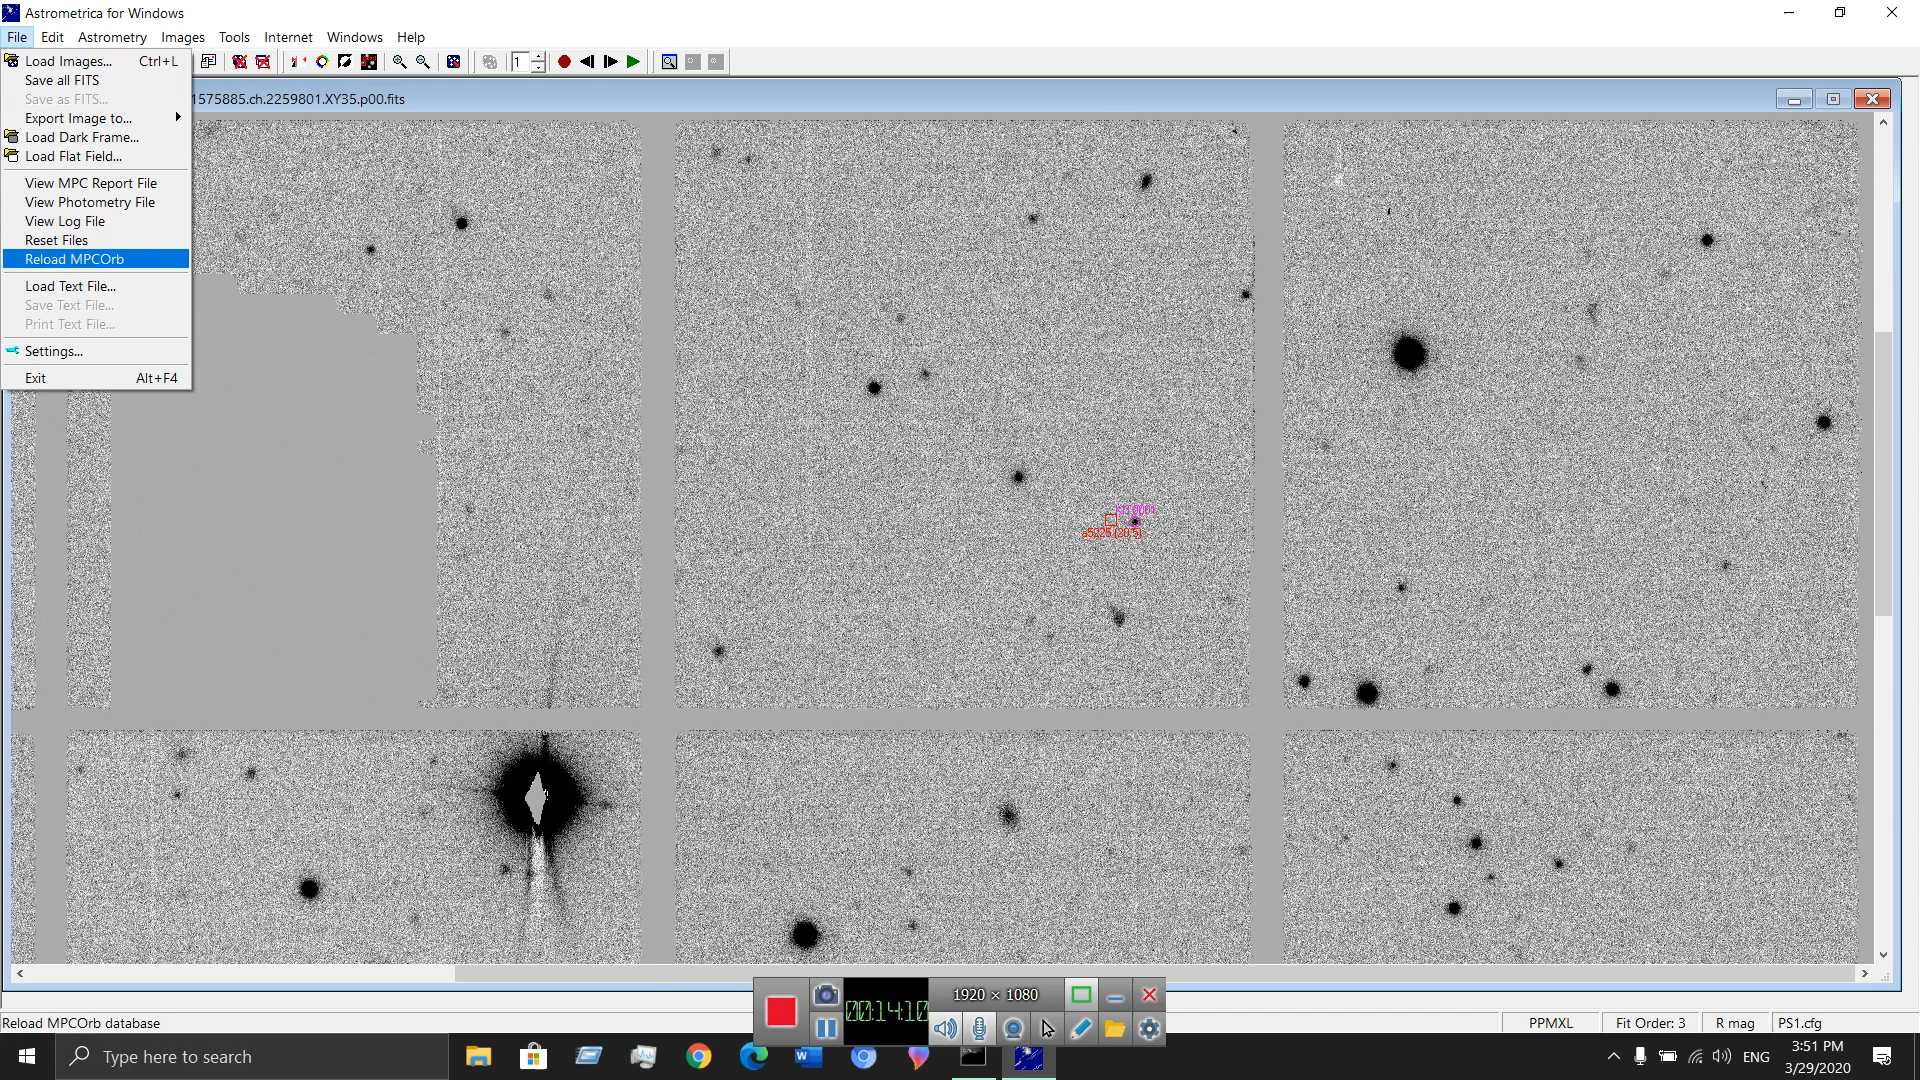 Astrometrica for Windows
File Edit Astrometry Images Tools Internet Windows Help
Load Images... Ctrl+L
Save all FITS
Save as FITS...
Export Image to...
Load Dark Frame...
Load Flat Field...
View MPC Report File
View Photometry File
View Log File
Reset Files
Reload MPCOrb
Load Text File...
Save Text File...
Print Text File...
Settings...
Exit Alt+F4
1
1575885.ch.2259801.XY35.p00.fits
a5225 (20,5)
1920 × 1080
00:14:10
Reload MPCOrb database
PPMXL Fit Order: 3 R mag PS1.cfg
Type here to search
ENG
3:51 PM
3/29/2020